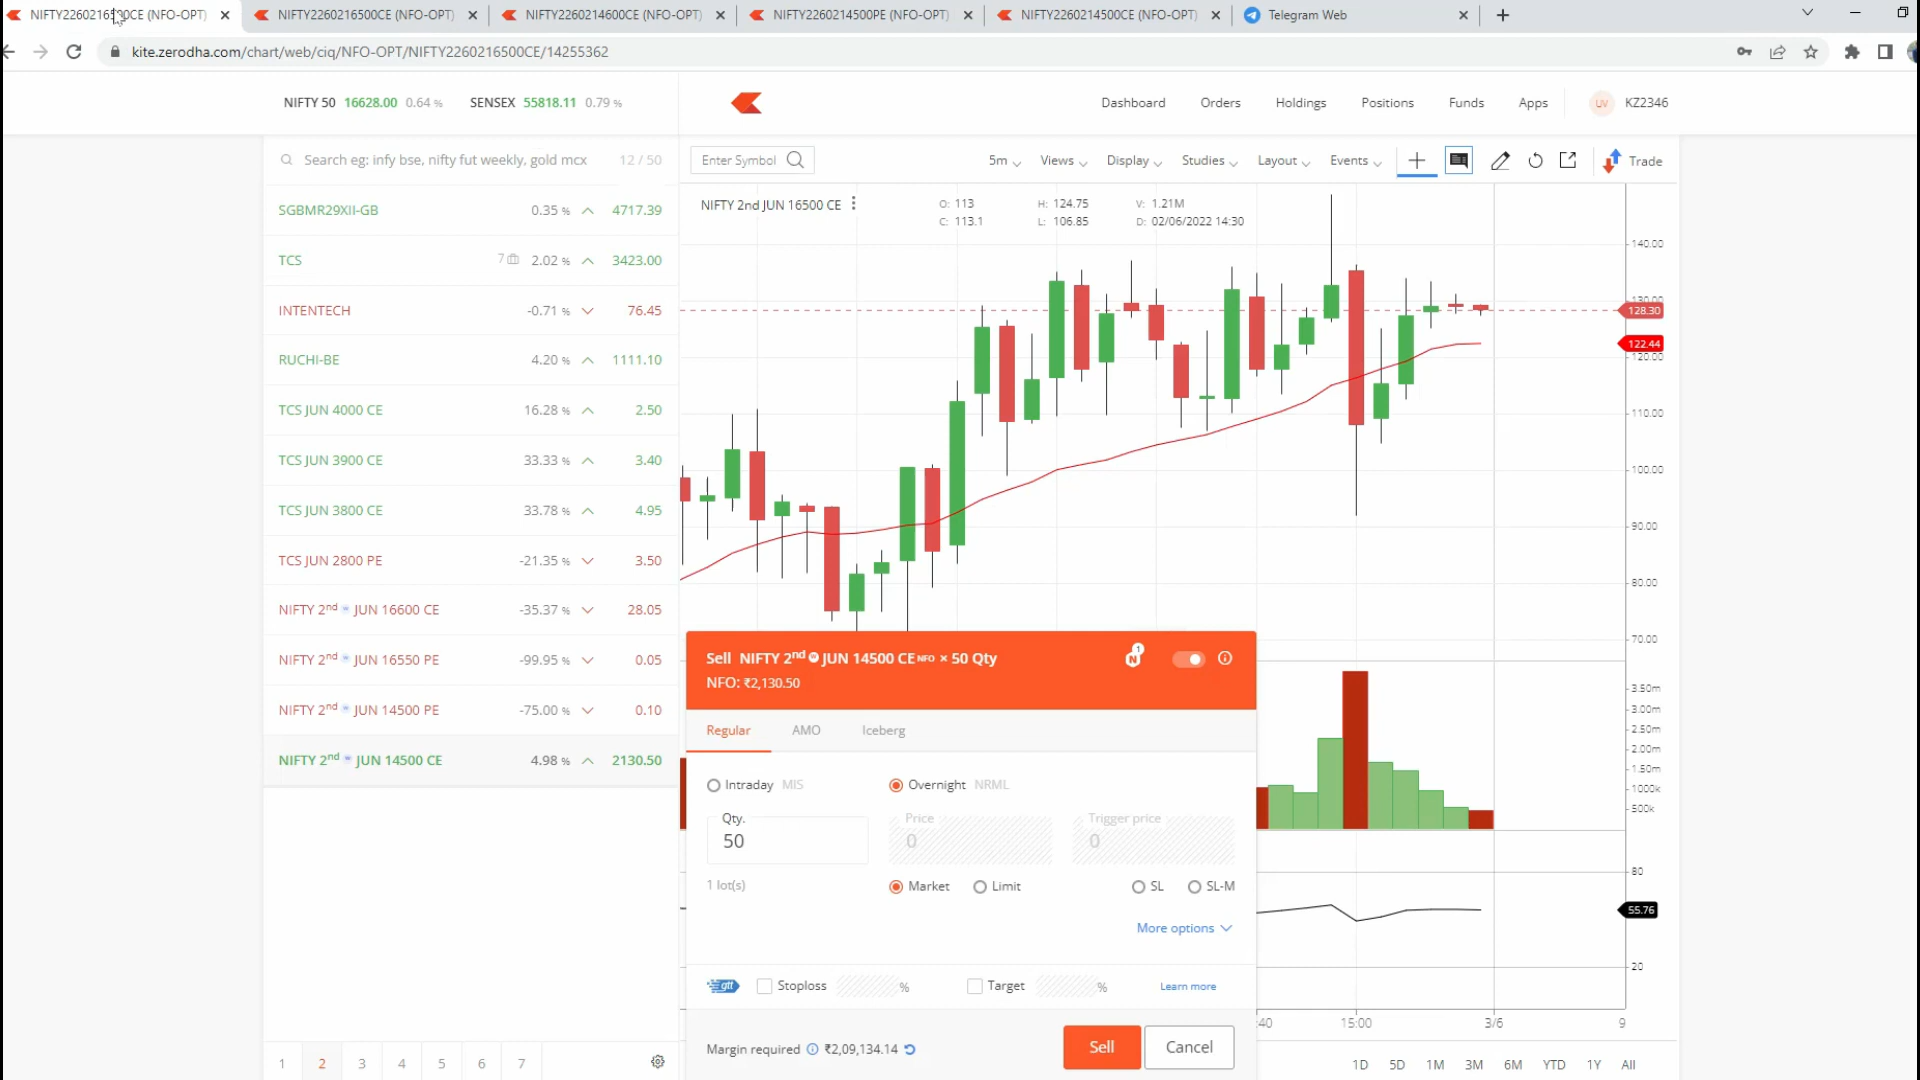 NIFTY2260216500CE (NFO-OPT)
NIFTY2260216500CE (NFO-OPT)
NIFTY2260214600CE (NFO-OPT)
NIFTY2260214500PE (NFO-OPT)
NIFTY2260214500CE (NFO-OPT)
Telegram Web
kite.zerodha.com/chart/web/ciq/NFO-OPT/NIFTY2260216500CE/14255362
NIFTY 50 16628.00 0.64 % SENSEX 55818.11 0.79 %
Dashboard Orders Holdings Positions Funds Apps UV KZ2346
Search eg: infy bse, nifty fut weekly, gold mcx 12 / 50
Enter Symbol 5m Views Display Studies Layout Events Trade
SGBMR29XII-GB 0.35 % 4717.39
TCS 7 2.02 % 3423.00
INTENTECH -0.71 % 76.45
RUCHI-BE 4.20 % 1111.10
TCS JUN 4000 CE 16.28 % 2.50
TCS JUN 3900 CE 33.33 % 3.40
TCS JUN 3800 CE 33.78 % 4.95
TCS JUN 2800 PE -21.35 % 3.50
NIFTY 2nd JUN 16600 CE -35.37 % 28.05
NIFTY 2nd JUN 16550 PE -99.95 % 0.05
NIFTY 2nd JUN 14500 PE -75.00 % 0.10
NIFTY 2nd JUN 14500 CE 4.98 % 2130.50
1 2 3 4 5 6 7
NIFTY 2nd JUN 16500 CE O: 113 H: 124.75 V: 1.21M
C: 113.1 L: 106.85 D: 02/06/2022 14:30
140.00
130.00
128.30
122.44
120.00
110.00
100.00
90.00
80.00
70.00
3.50m
3.00m
2.50m
2.00m
1.50m
1000k
500k
80
55.76
20
:40 15:00 3/6 9
1D 5D 1M 3M 6M YTD 1Y All
Sell NIFTY 2nd W JUN 14500 CE NFO × 50 Qty
N 1
NFO: ₹2,130.50
Regular AMO Iceberg
Intraday MIS Overnight NRML
Qty. Price Trigger price
50 0 0
1 lot(s) Market Limit SL SL-M
More options
gtt Stoploss % Target % Learn more
Margin required ₹2,09,134.14 Sell Cancel